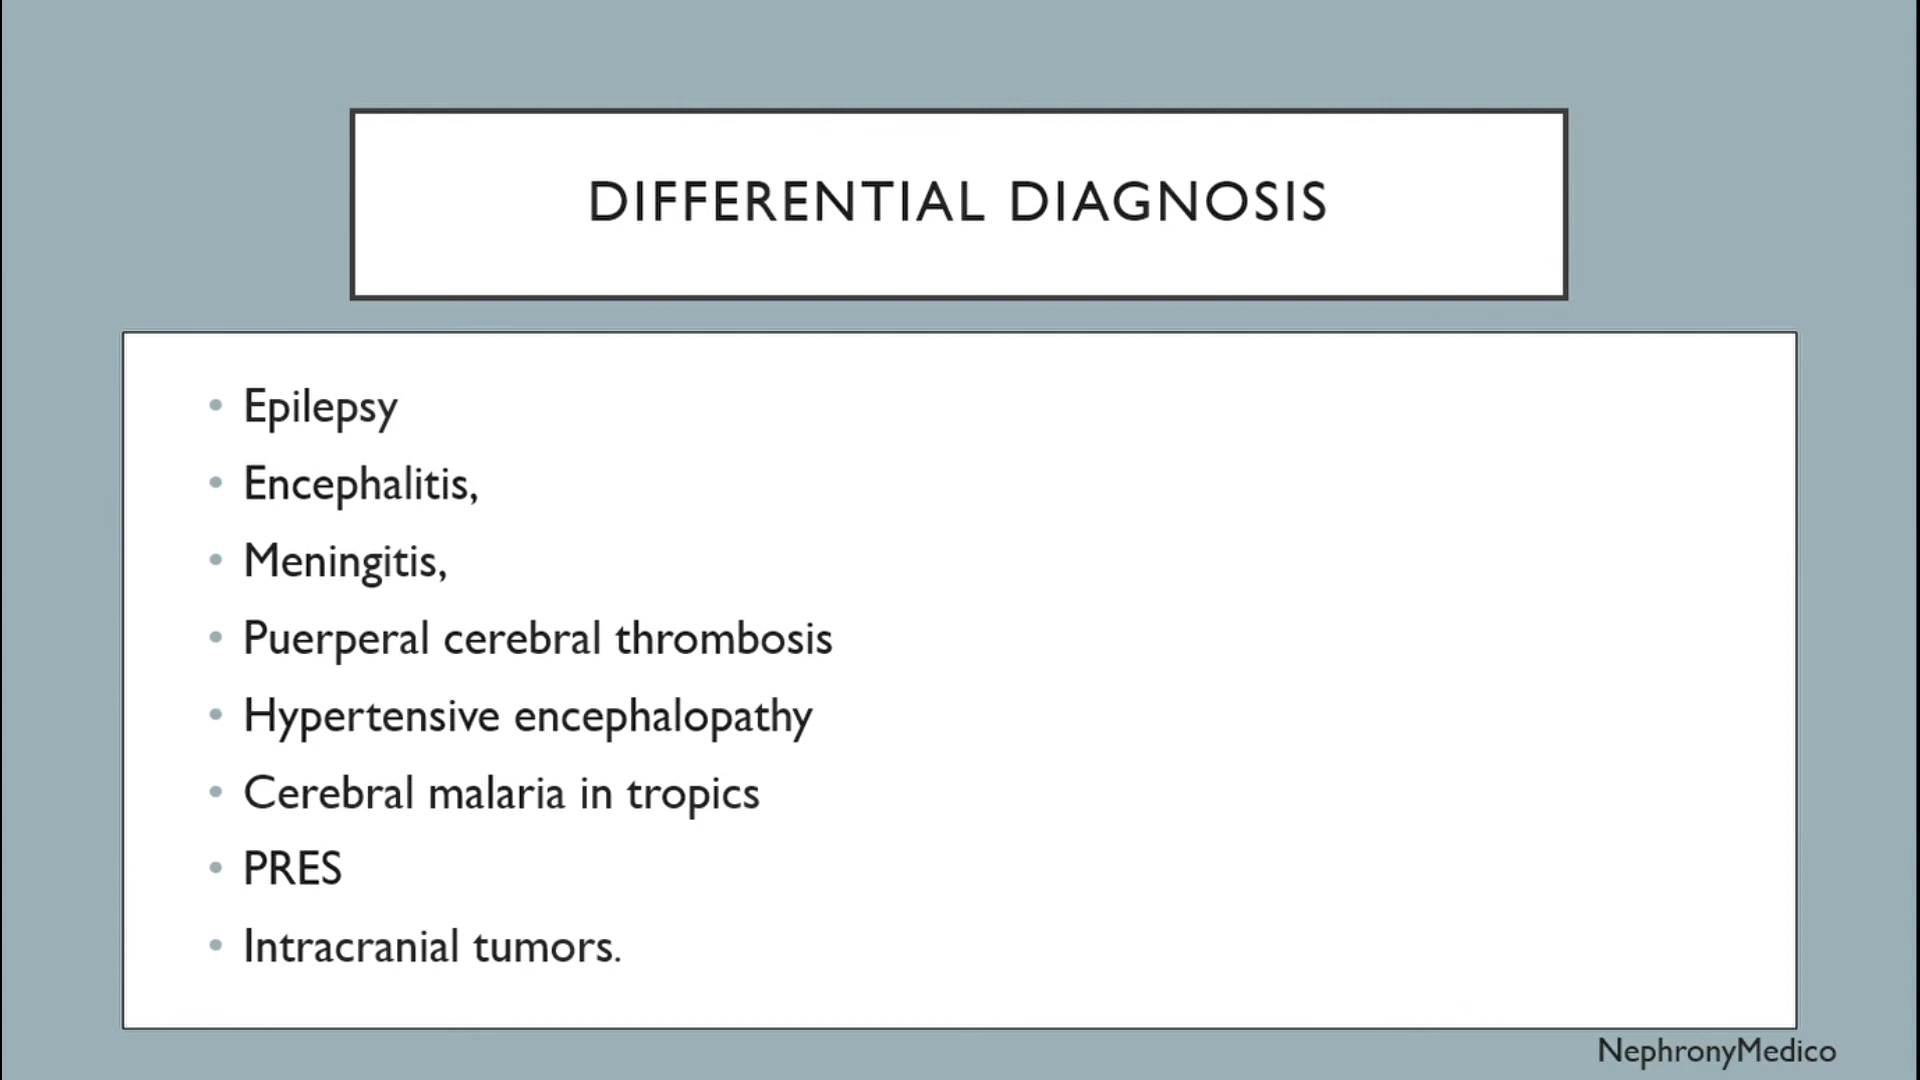 DIFFERENTIAL DIAGNOSIS
• Epilepsy
• Encephalitis,
• Meningitis,
• Puerperal cerebral thrombosis
• Hypertensive encephalopathy
• Cerebral malaria in tropics
• PRES
• Intracranial tumors.
NephronyMedico